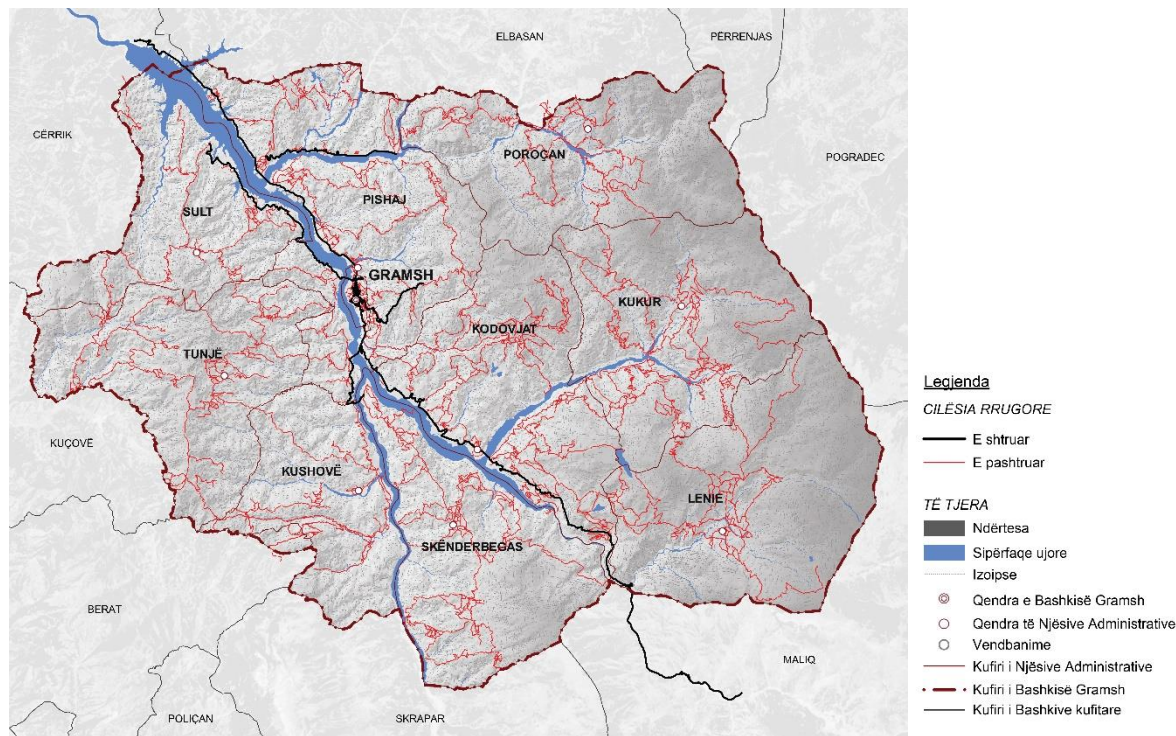 ELBASAN
PËRRENJAS
CËRRIK
POGRADEC
POROÇAN
PISHAJ
SULT
GRAMSH
KUKUR
KODOVJAT
TUNJË
KUÇOVË
KUSHOVË
LENIE
SKËNDERBEGAS
BERAT
MALIQ
POLIÇAN
SKRAPAR
Legjenda
CILËSIA RRUGORE
E shtruar
E pashtruar
TË TJERA
Ndërtesa
Sipërfaqe ujore
Izoipse
Qendra e Bashkisë Gramsh
Qendra të Njësive Administrative
Vendbanime
Kufiri i Njësive Administrative
Kufiri i Bashkisë Gramsh
Kufiri i Bashkive kufitare